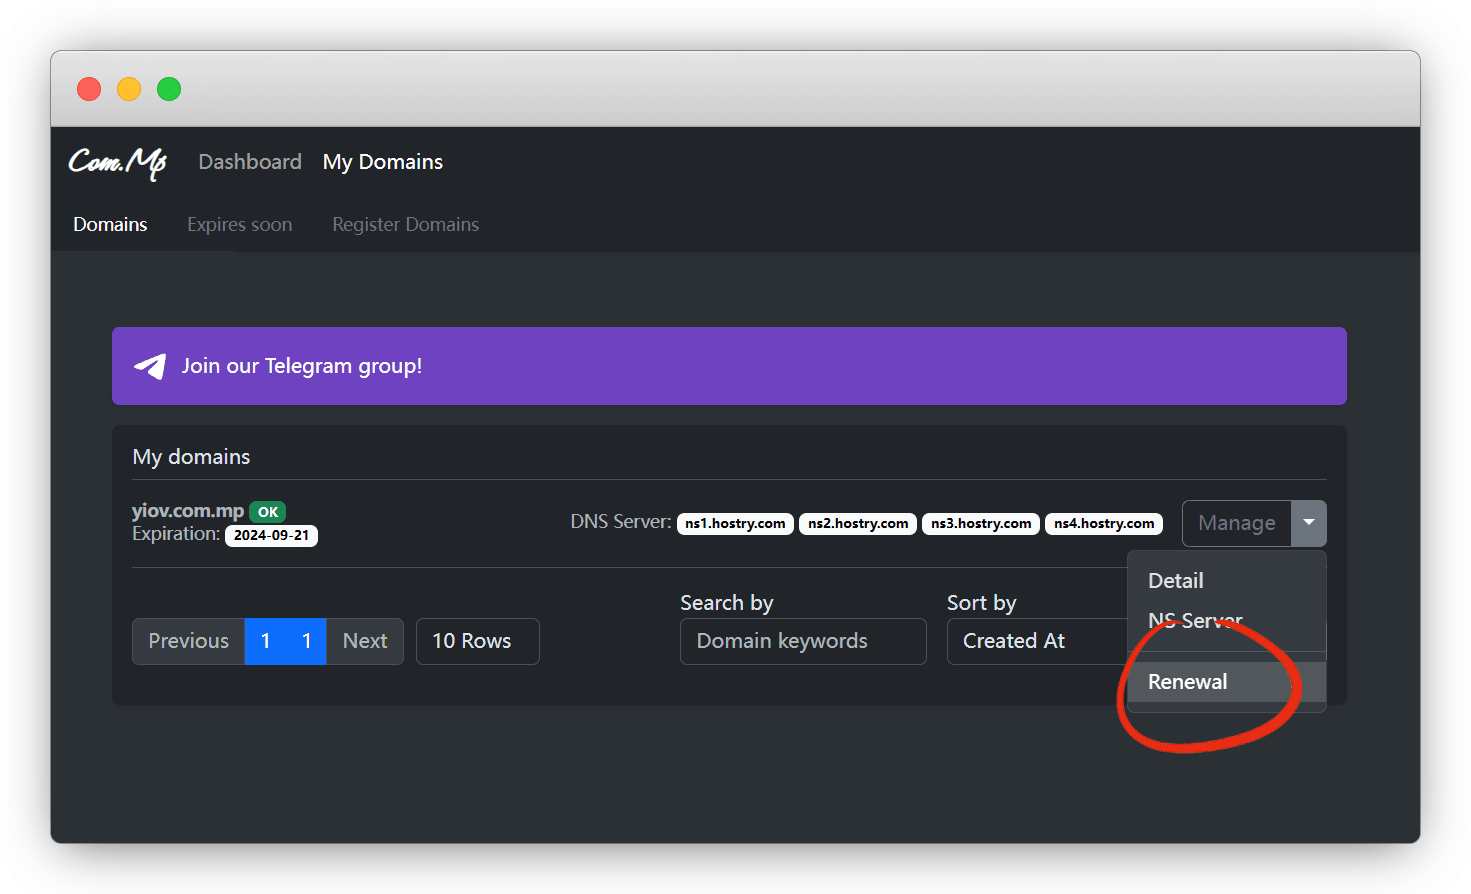 Com.Mp Dashboard My Domains
Domains Expires soon Register Domains
Join our Telegram group!
My domains
yiov.com.mp OK
Expiration: 2024-09-21
DNS Server: ns1.hostry.com ns2.hostry.com ns3.hostry.com ns4.hostry.com
Manage
Detail
NS Server
Renewal
Previous 1 1 Next 10 Rows
Search by
Domain keywords
Sort by
Created At